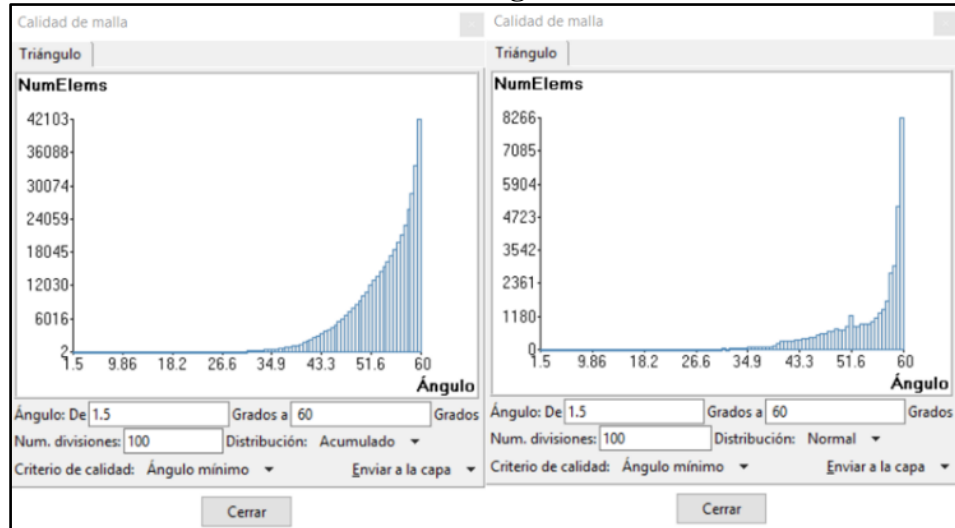 Calidad de malla
Triángulo
NumElems
42103
36088
30074
24059
18045
12030
6016
2
1.5 9.86 18.2 26.6 34.9 43.3 51.6 60
Ángulo
Ángulo: De 1.5 Grados a 60 Grados
Num. divisiones: 100 Distribución: Acumulado
Criterio de calidad: Ángulo mínimo Enviar a la capa
Cerrar
Calidad de malla
Triángulo
NumElems
8266
7085
5904
4723
3542
2361
1180
0
1.5 9.86 18.2 26.6 34.9 43.3 51.6 60
Ángulo
Ángulo: De 1.5 Grados a 60 Grados
Num. divisiones: 100 Distribución: Normal
Criterio de calidad: Ángulo mínimo Enviar a la capa
Cerrar